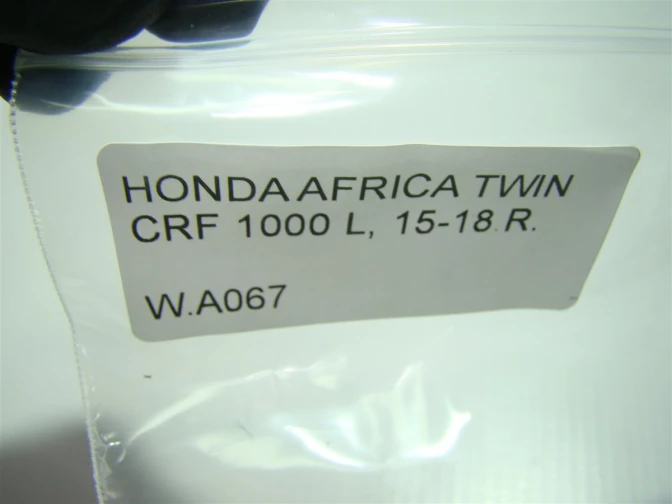 HONDA AFRICA TWIN
CRF 1000 L, 15-18 R.
W.A067